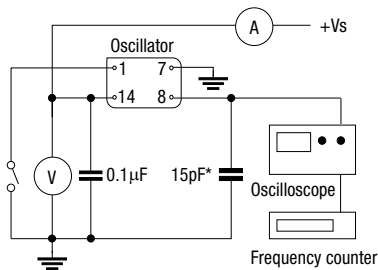 A +Vs
Oscillator
1 7
14 8
V 0.1µF 15pF*
Oscilloscope
Frequency counter